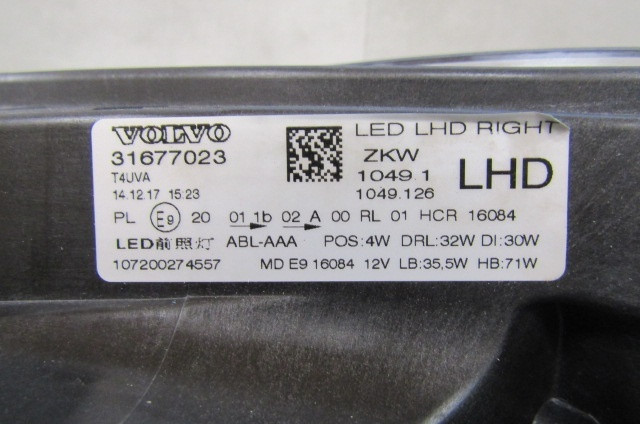 VOLVO
31677023
T4UVA
14.12.17 15:23
LED LHD RIGHT
ZKW
1049.1
1049.126
LHD
PL E9 20 01 1b 02 A 00 RL 01 HCR 16084
LED前照灯 ABL-AAA POS:4W DRL:32W DI:30W
107200274557 MD E9 16084 12V LB:35,5W HB:71W